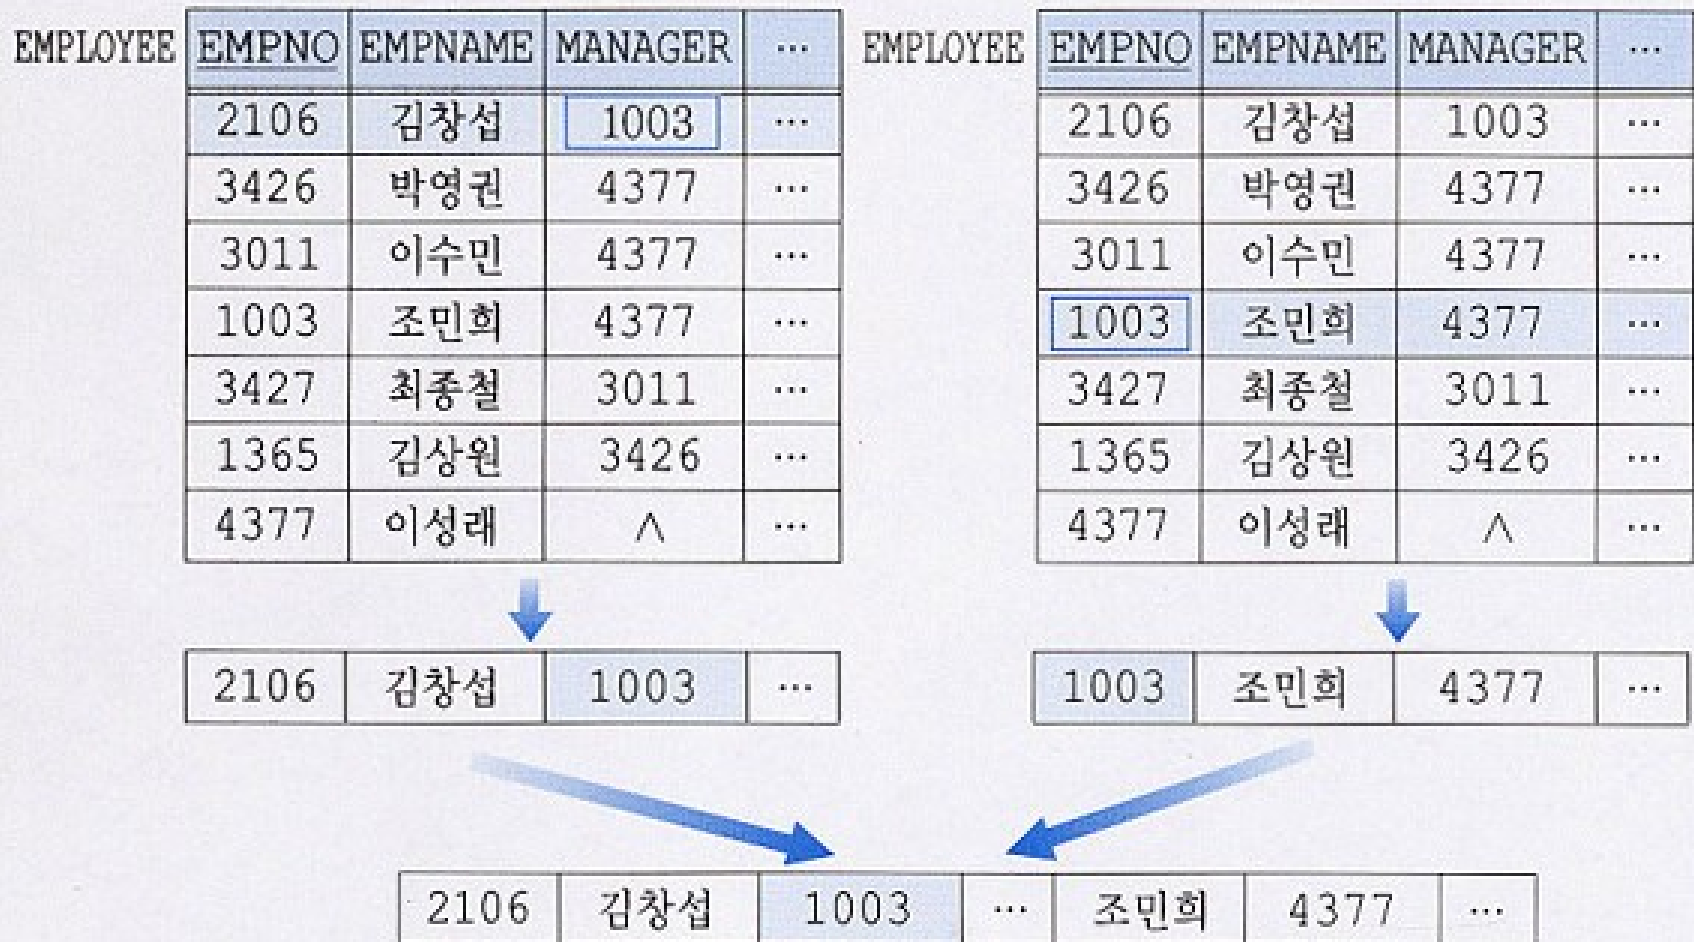 EMPLOYEE EMPNO EMPNAME MANAGER … EMPLOYEE EMPNO EMPNAME MANAGER …
2106 김창섭 1003 … 2106 김창섭 1003 …
3426 박영권 4377 … 3426 박영권 4377 …
3011 이수민 4377 … 3011 이수민 4377 …
1003 조민희 4377 … 1003 조민희 4377 …
3427 최종철 3011 … 3427 최종철 3011 …
1365 김상원 3426 … 1365 김상원 3426 …
4377 이성래 ∧ … 4377 이성래 ∧ …
2106 김창섭 1003 … 1003 조민희 4377 …
2106 김창섭 1003 … 조민희 4377 …